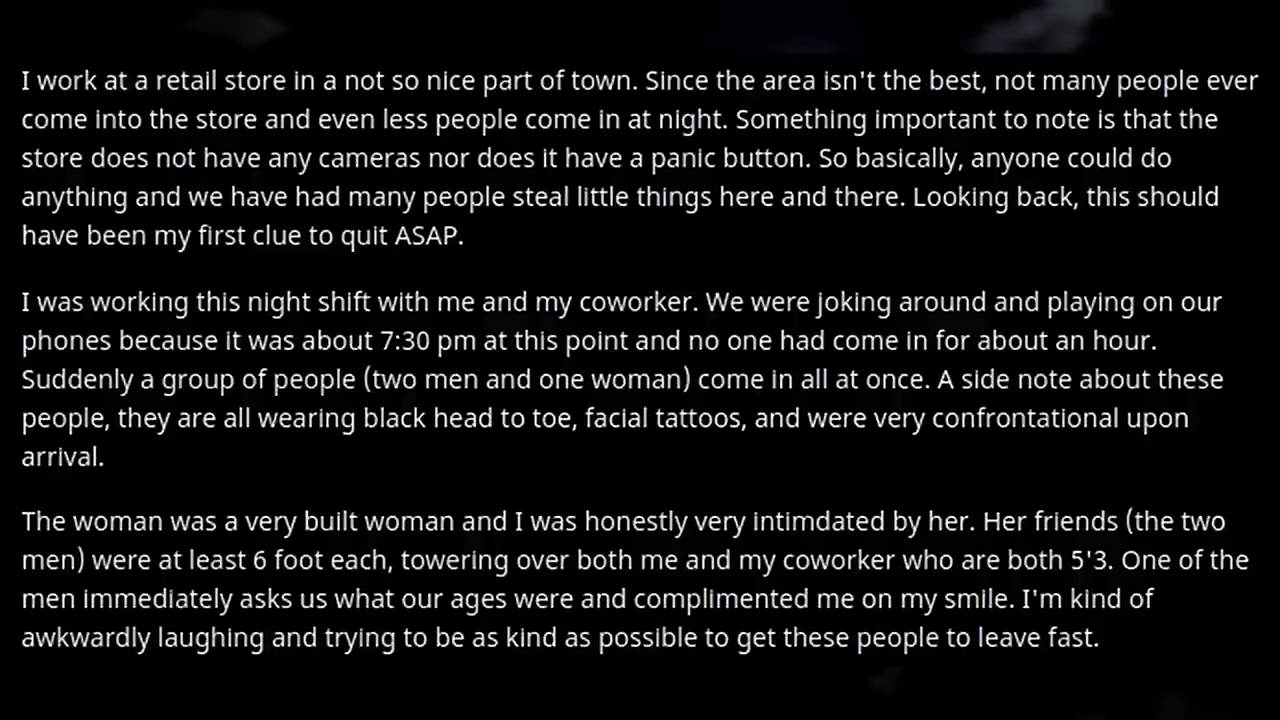 I work at a retail store in a not so nice part of town. Since the area isn't the best, not many people ever
come into the store and even less people come in at night. Something important to note is that the
store does not have any cameras nor does it have a panic button. So basically, anyone could do
anything and we have had many people steal little things here and there. Looking back, this should
have been my first clue to quit ASAP.
I was working this night shift with me and my coworker. We were joking around and playing on our
phones because it was about 7:30 pm at this point and no one had come in for about an hour.
Suddenly a group of people (two men and one woman) come in all at once. A side note about these
people, they are all wearing black head to toe, facial tattoos, and were very confrontational upon
arrival.
The woman was a very built woman and I was honestly very intimdated by her. Her friends (the two
men) were at least 6 foot each, towering over both me and my coworker who are both 5'3. One of the
men immediately asks us what our ages were and complimented me on my smile. I'm kind of
awkwardly laughing and trying to be as kind as possible to get these people to leave fast.